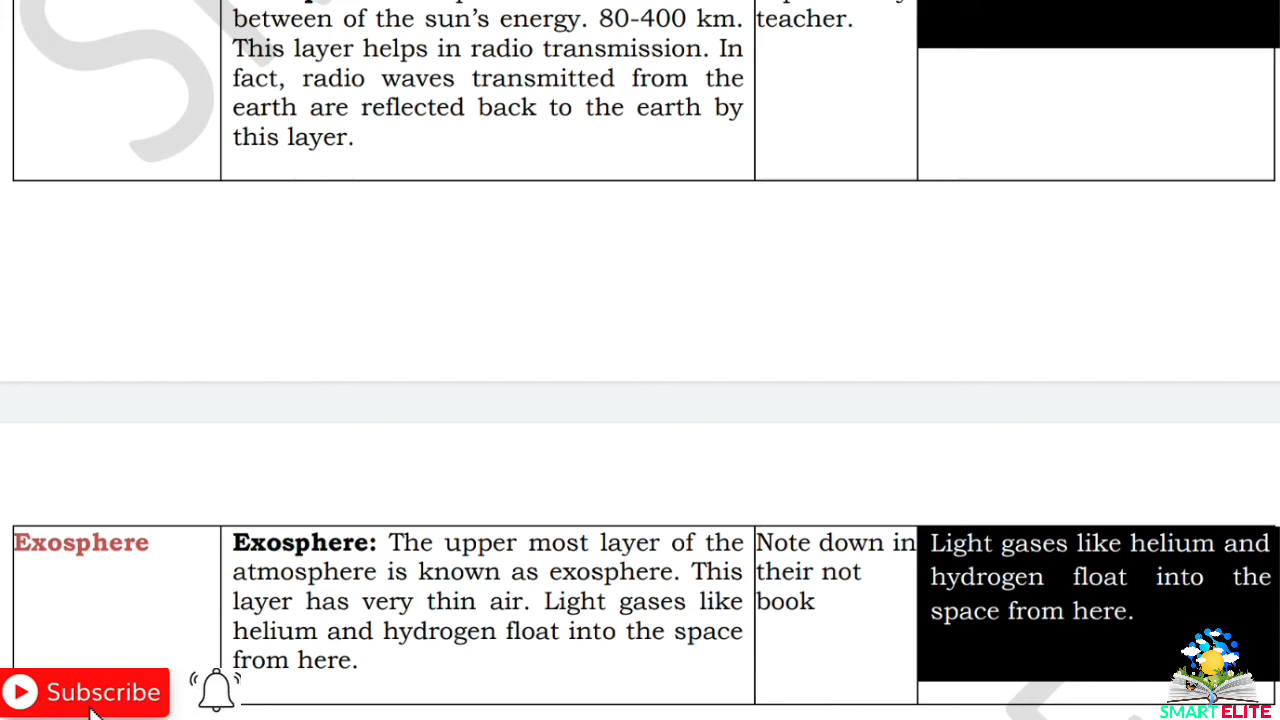 between of the sun's energy. 80-400 km.
This layer helps in radio transmission. In
fact, radio waves transmitted from the
earth are reflected back to the earth by
this layer.
teacher.
Exosphere
Exosphere: The upper most layer of the
atmosphere is known as exosphere. This
layer has very thin air. Light gases like
helium and hydrogen float into the space
from here.
Note down in
their not
book
Light gases like helium and
hydrogen float into the
space from here.
Subscribe
SMART ELITE